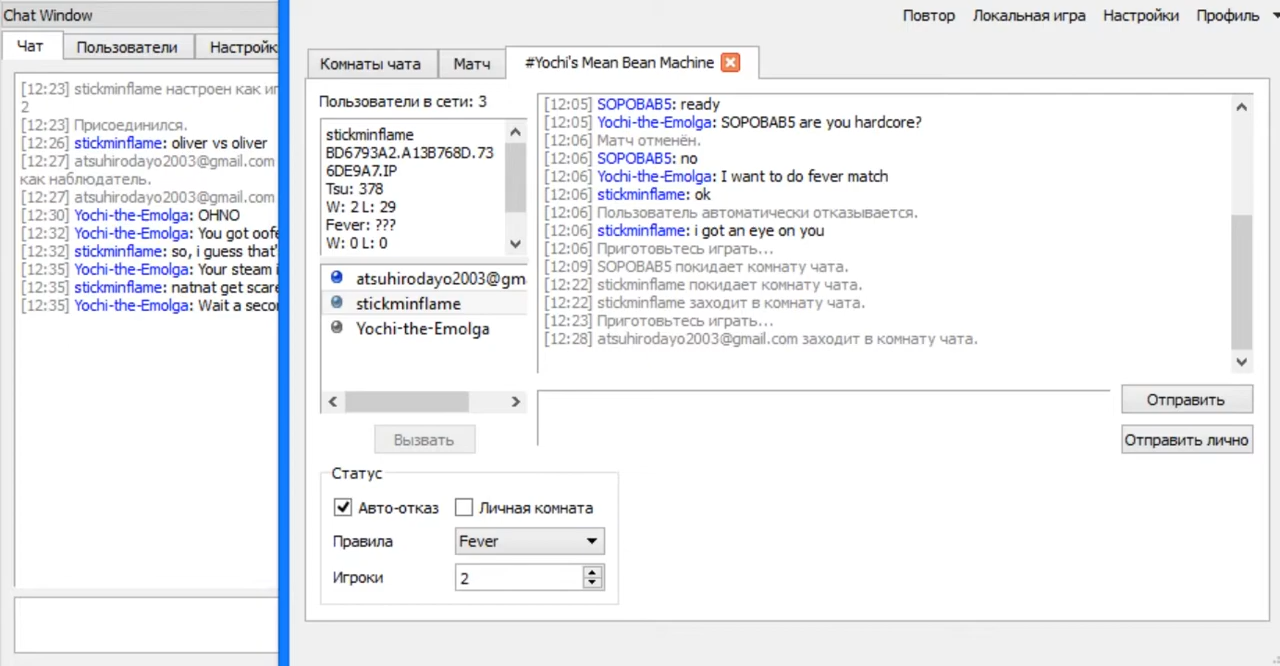 Chat Window
Чат
Пользователи
Настройк
[12:23] stickminflame настроен как иг
2
[12:23] Присоединился.
[12:26] stickminflame: oliver vs oliver
[12:27] atsuhirodayo2003@gmail.com
как наблюдатель.
[12:27] atsuhirodayo2003@gmail.com
[12:30] Yochi-the-Emolga: OHNO
[12:32] Yochi-the-Emolga: You got oofe
[12:32] stickminflame: so, i guess that'
[12:35] Yochi-the-Emolga: Your steam i
[12:35] stickminflame: natnat get scare
[12:35] Yochi-the-Emolga: Wait a secon
Повтор
Локальная игра
Настройки
Профиль
Комнаты чата
Матч
#Yochi's Mean Bean Machine
Пользователи в сети: 3
stickminflame
BD6793A2.A13B768D.73
6DE9A7.IP
Tsu: 378
W: 2 L: 29
Fever: ???
W: 0 L: 0
atsuhirodayo2003@gm
stickminflame
Yochi-the-Emolga
Вызвать
[12:05] SOPOBAB5: ready
[12:05] Yochi-the-Emolga: SOPOBAB5 are you hardcore?
[12:06] Матч отменён.
[12:06] SOPOBAB5: no
[12:06] Yochi-the-Emolga: I want to do fever match
[12:06] stickminflame: ok
[12:06] Пользователь автоматически отказывается.
[12:06] stickminflame: i got an eye on you
[12:06] Приготовьтесь играть...
[12:09] SOPOBAB5 покидает комнату чата.
[12:22] stickminflame покидает комнату чата.
[12:22] stickminflame заходит в комнату чата.
[12:23] Приготовьтесь играть...
[12:28] atsuhirodayo2003@gmail.com заходит в комнату чата.
Отправить
Отправить лично
Статус
Авто-отказ
Личная комната
Правила
Fever
Игроки
2